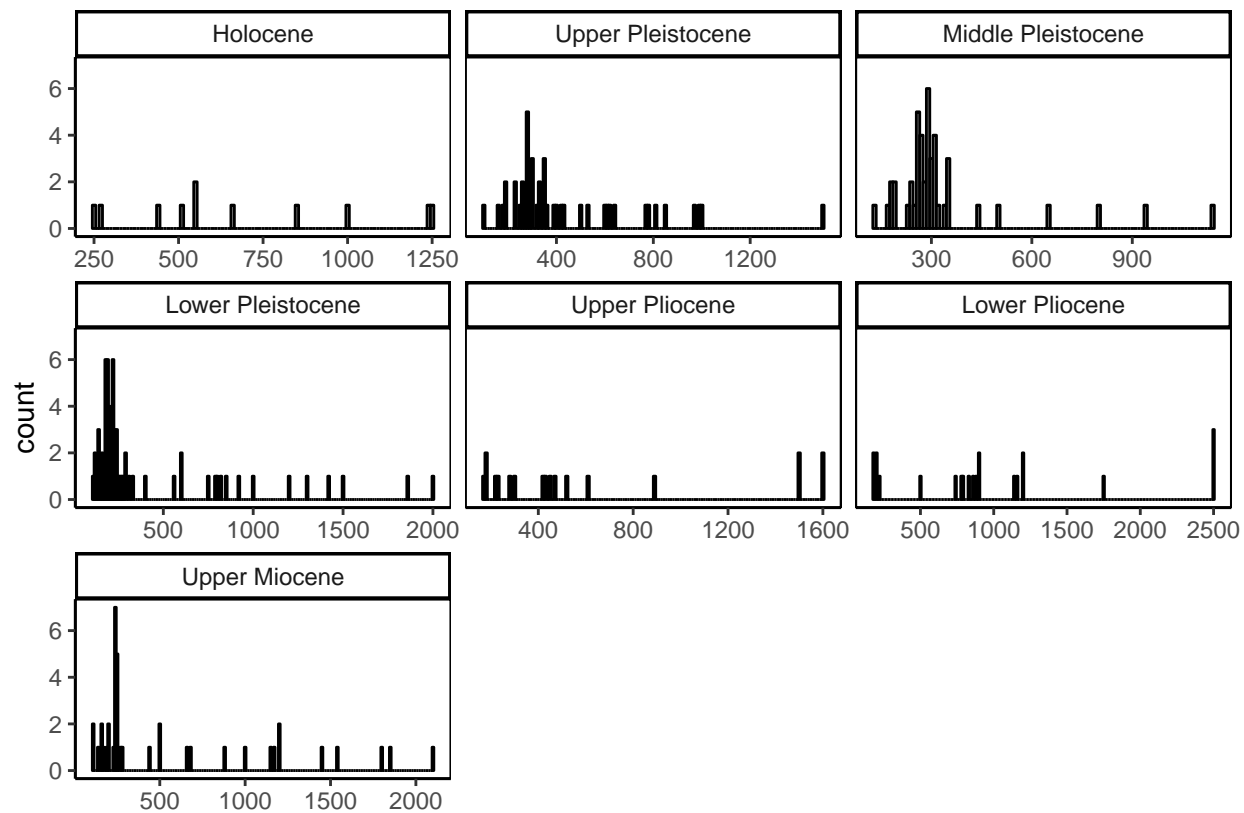 Holocene
Upper Pleistocene
Middle Pleistocene
6
4
2
0
250 500 750 1000 1250
400 800 1200
300 600 900
Lower Pleistocene
Upper Pliocene
Lower Pliocene
count
6
4
2
0
500 1000 1500 2000
400 800 1200 1600
500 1000 1500 2000 2500
Upper Miocene
6
4
2
0
500 1000 1500 2000